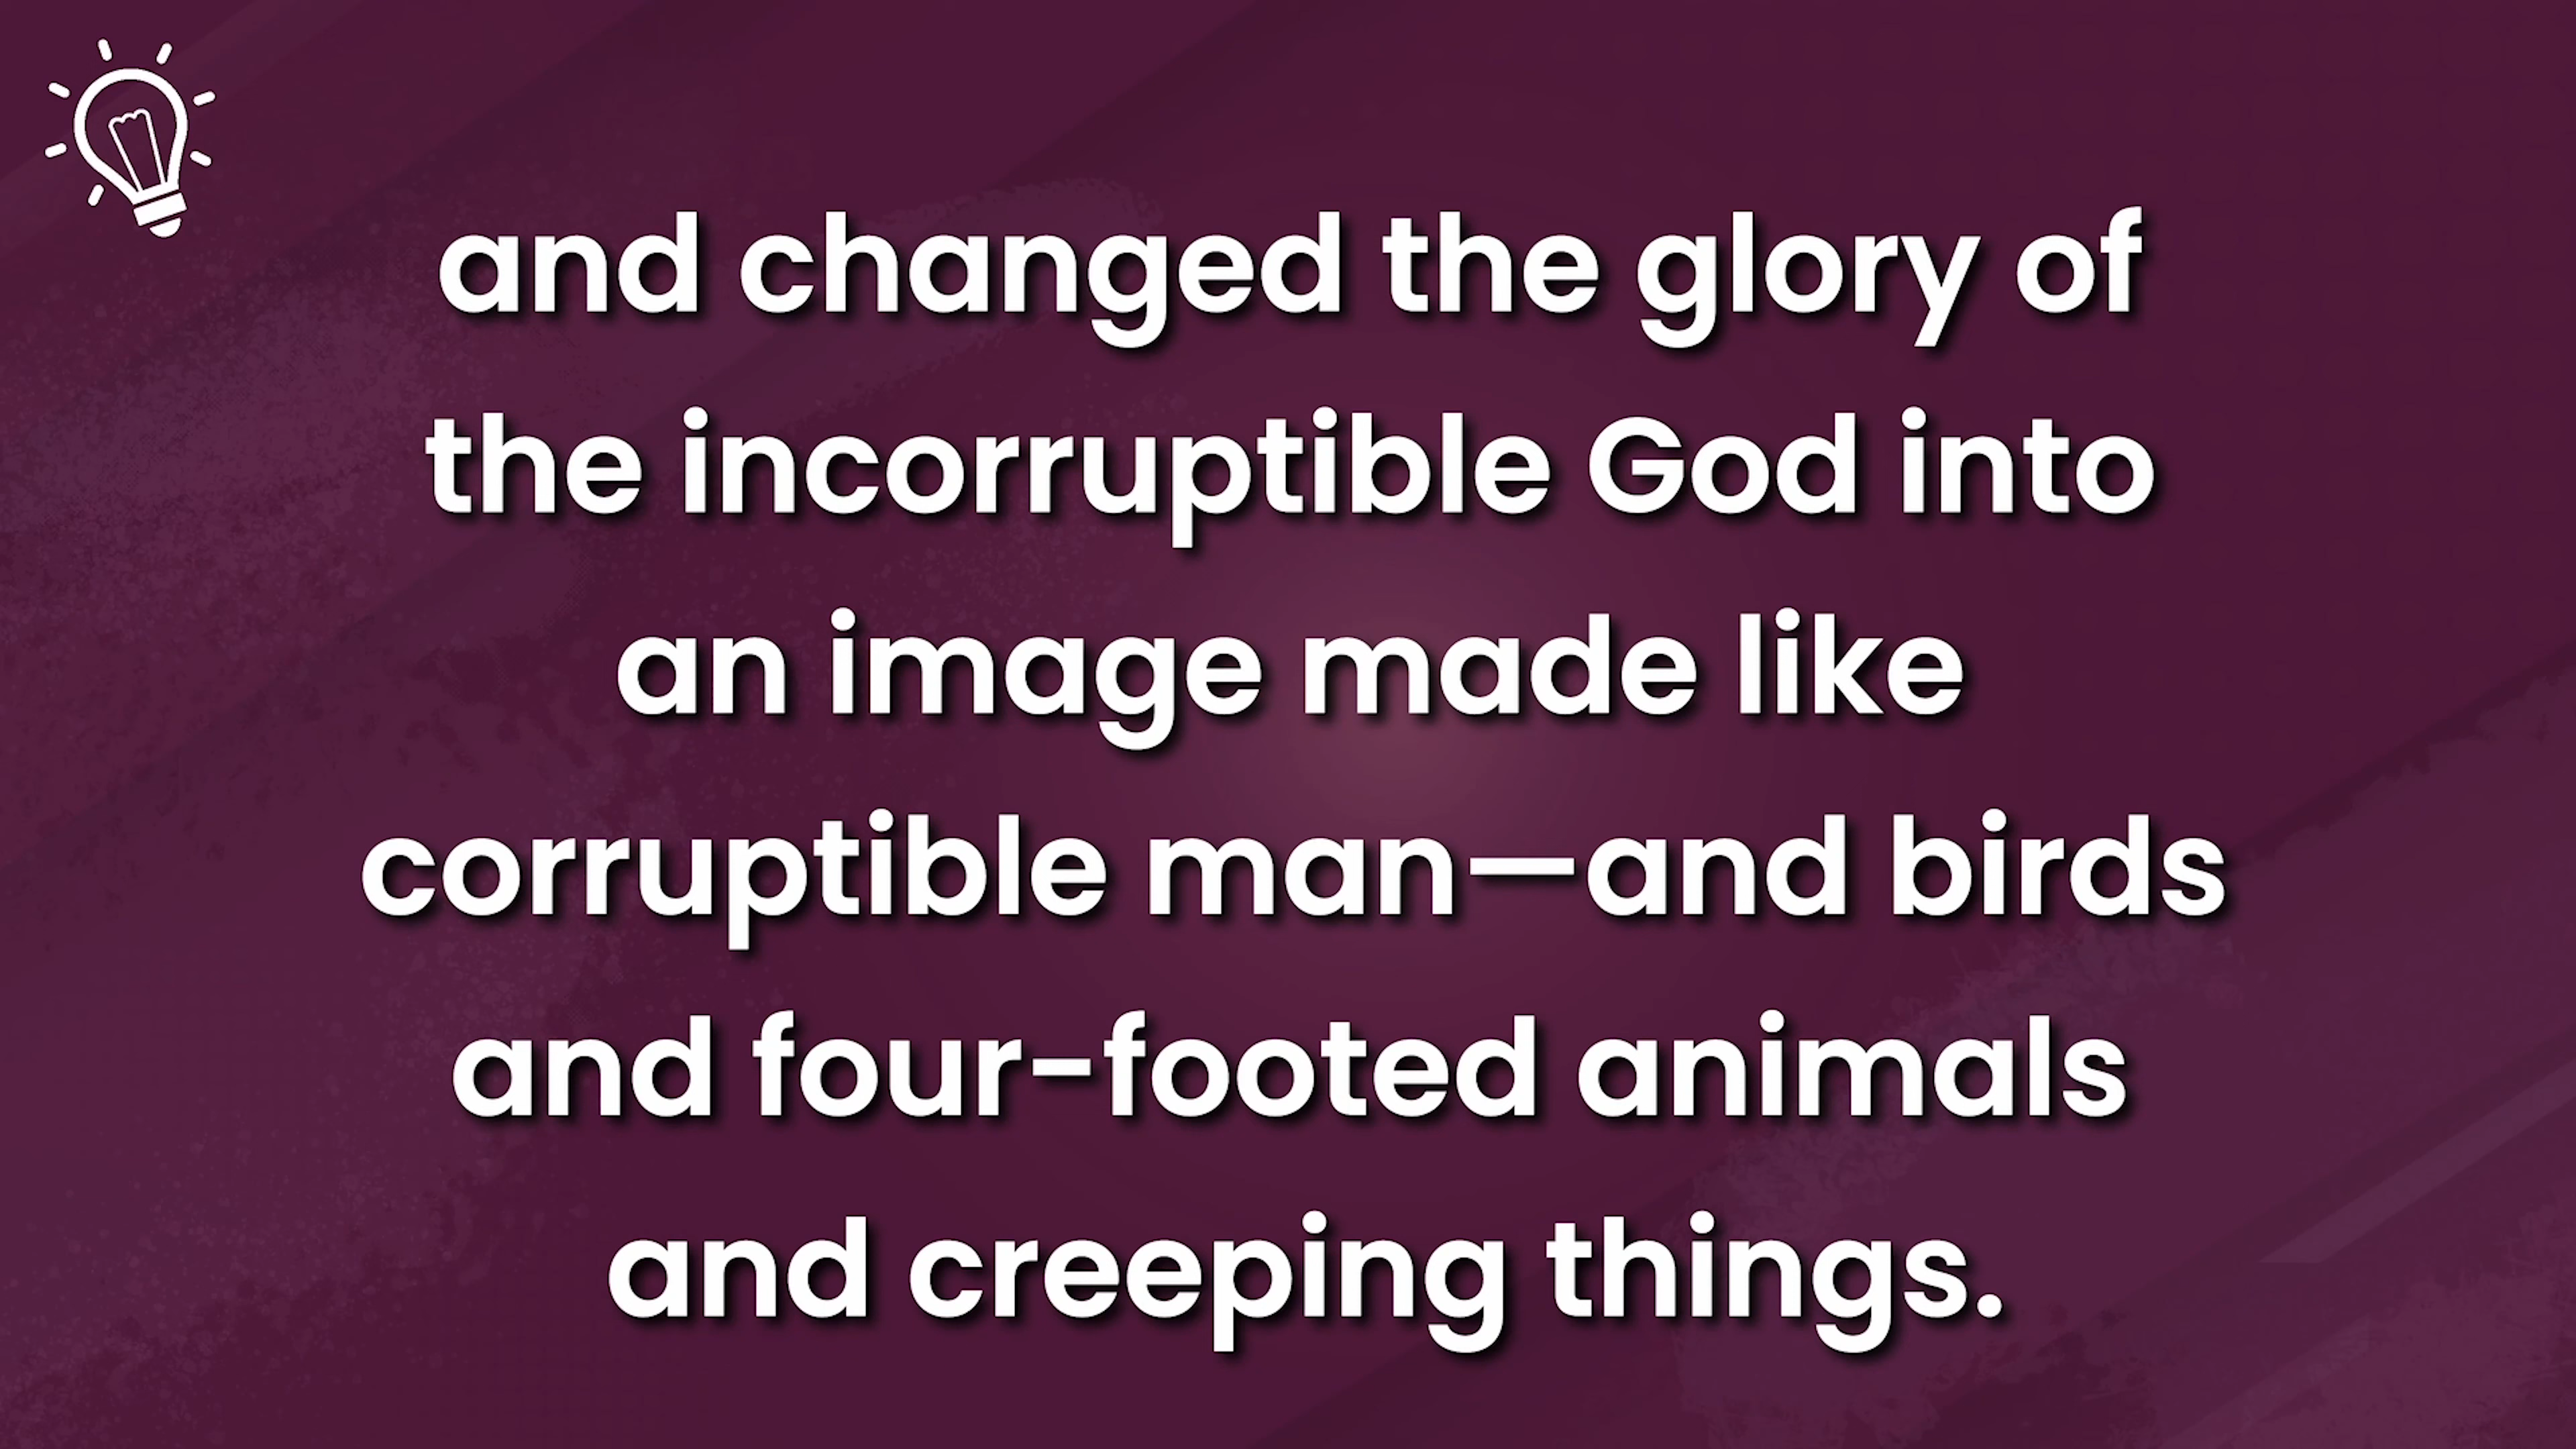 and changed the glory of
the incorruptible God into
an image made like
corruptible man—and birds
and four-footed animals
and creeping things.